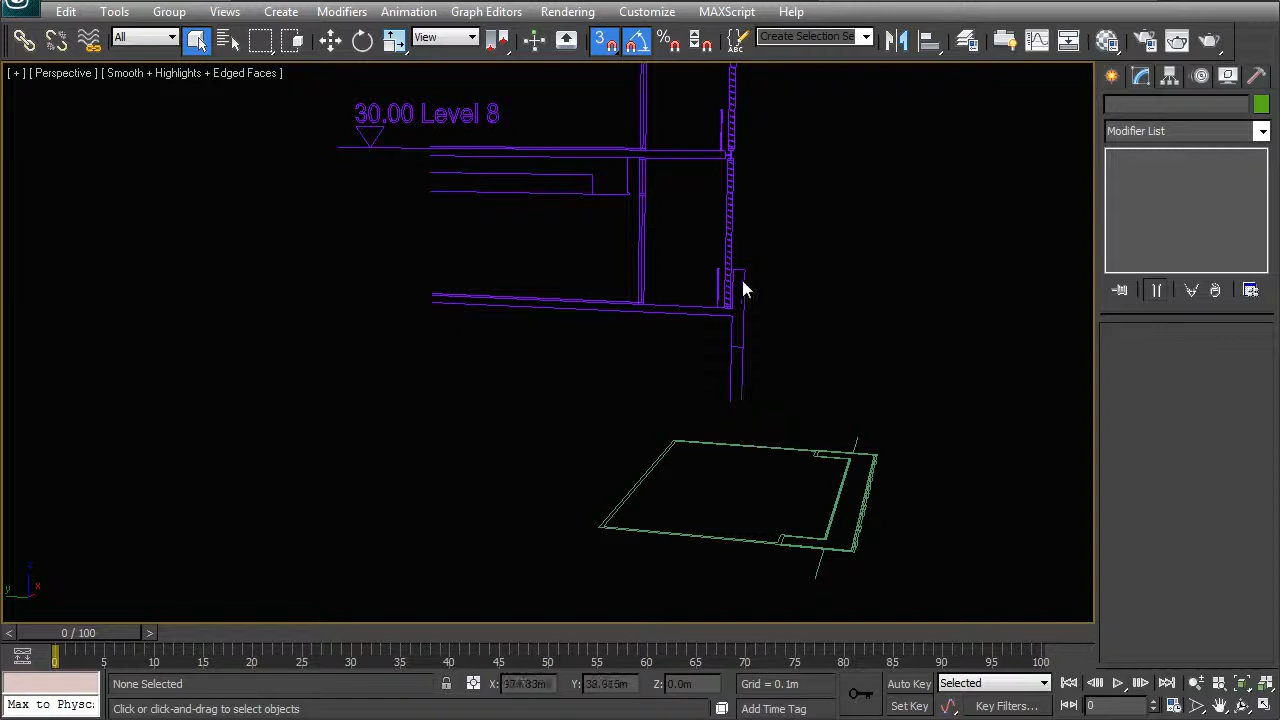 Edit Tools Group Views Create Modifiers Animation Graph Editors Rendering Customize MAXScript Help
All View 3 % ABC Create Selection Se
[ + ] [ Perspective ] [ Smooth + Highlights + Edged Faces ]
Modifier List
30.00 Level 8
z
y x
< 0 / 100 >
0 5 10 15 20 25 30 35 40 45 50 55 60 65 70 75 80 85 90 95 100
None Selected X: Y: Z: 0.0m Grid = 0.1m Auto Key Selected
Max to Physc Click or click-and-drag to select objects Add Time Tag Set Key Key Filters... 0